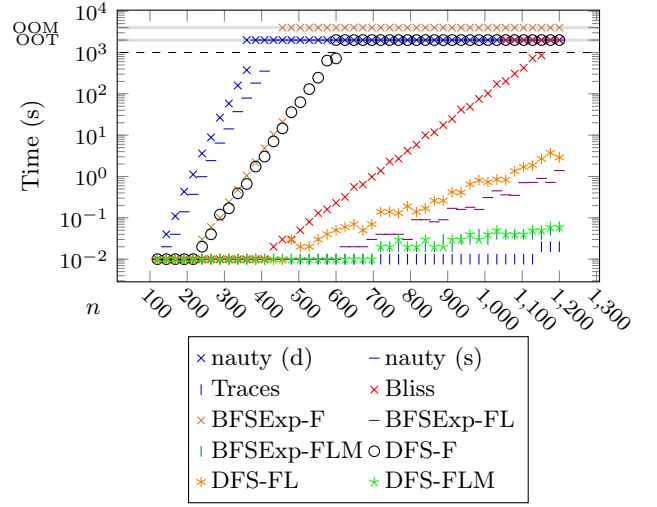 10^4
OOM
OOT
10^3
10^2
10^1
10^0
10^−1
10^−2
Time (s)
n
100 200 300 400 500 600 700 800 900 1,000 1,100 1,200 1,300
nauty (d) nauty (s)
Traces Bliss
BFSExp-F BFSExp-FL
BFSExp-FLM DFS-F
DFS-FL DFS-FLM